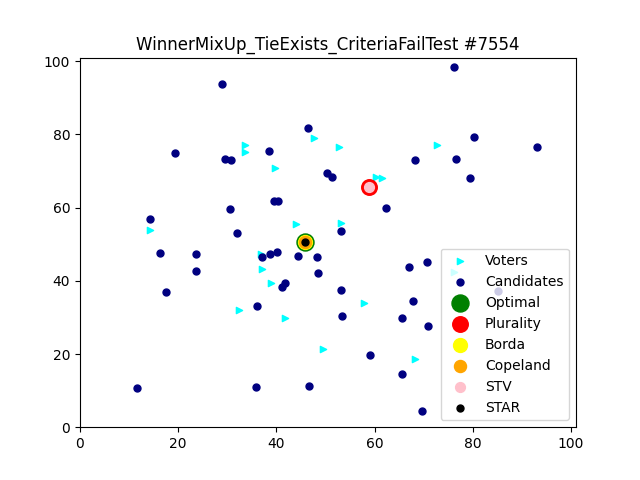 WinnerMixUp_TieExists_CriteriaFailTest #7554
100
80
60
40
20
0
0 20 40 60 80 100
Voters
Candidates
Optimal
Plurality
Borda
Copeland
STV
STAR